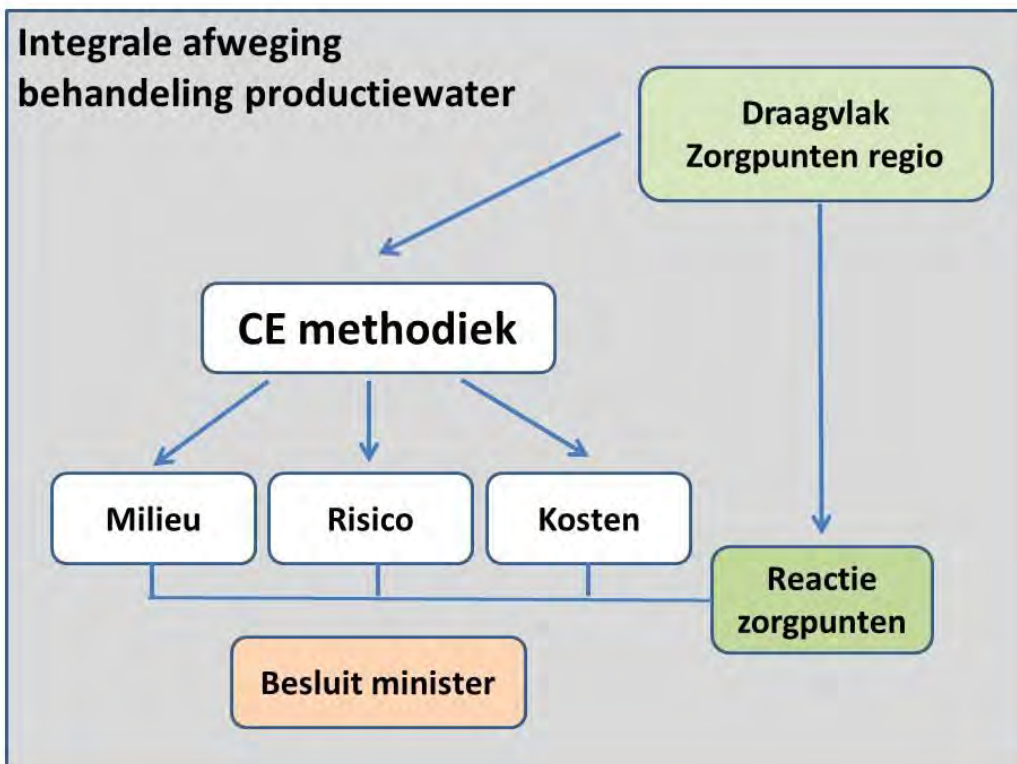 Integrale afweging
behandeling productiewater
Draagvlak
Zorgpunten regio
CE methodiek
Milieu
Risico
Kosten
Reactie
zorgpunten
Besluit minister